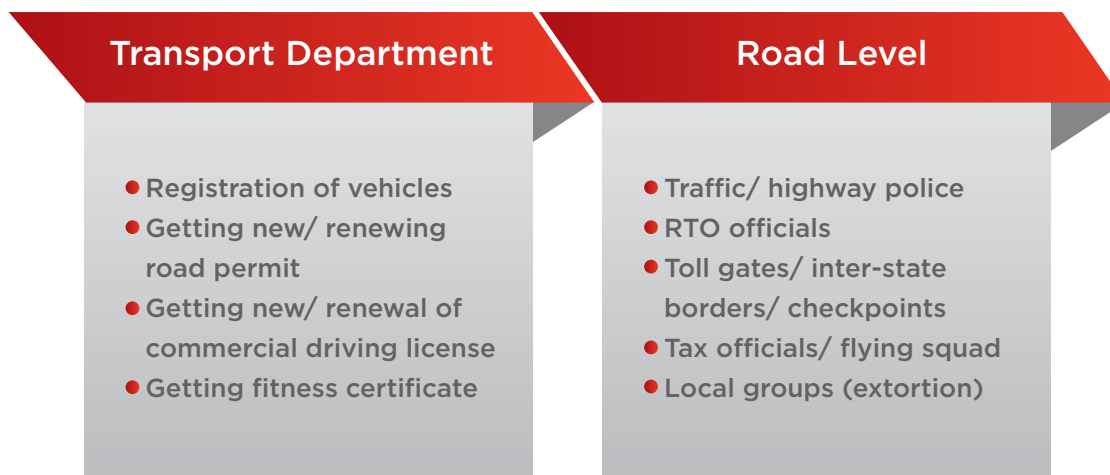 Transport Department
Registration of vehicles
Getting new/ renewing
road permit
Getting new/ renewal of
commercial driving license
Getting fitness certificate
Road Level
Traffic/ highway police
RTO officials
Toll gates/ inter-state
borders/ checkpoints
Tax officials/ flying squad
Local groups (extortion)